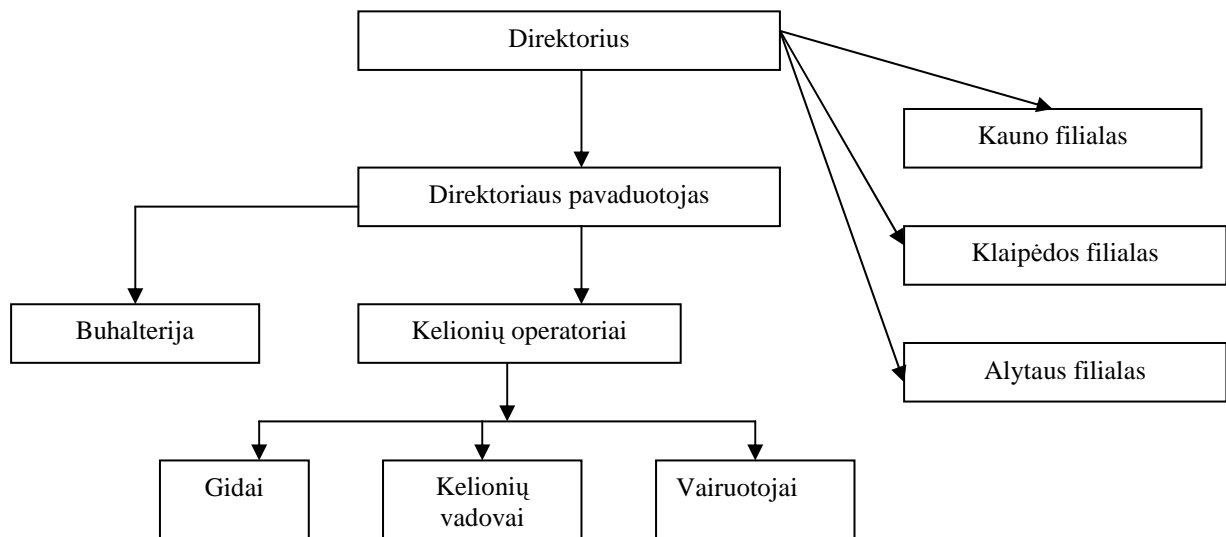 Direktorius
Kauno filialas
Direktoriaus pavaduotojas
Klaipėdos filialas
Buhalterija
Kelionių operatoriai
Alytaus filialas
Gidai
Kelionių
vadovai
Vairuotojai